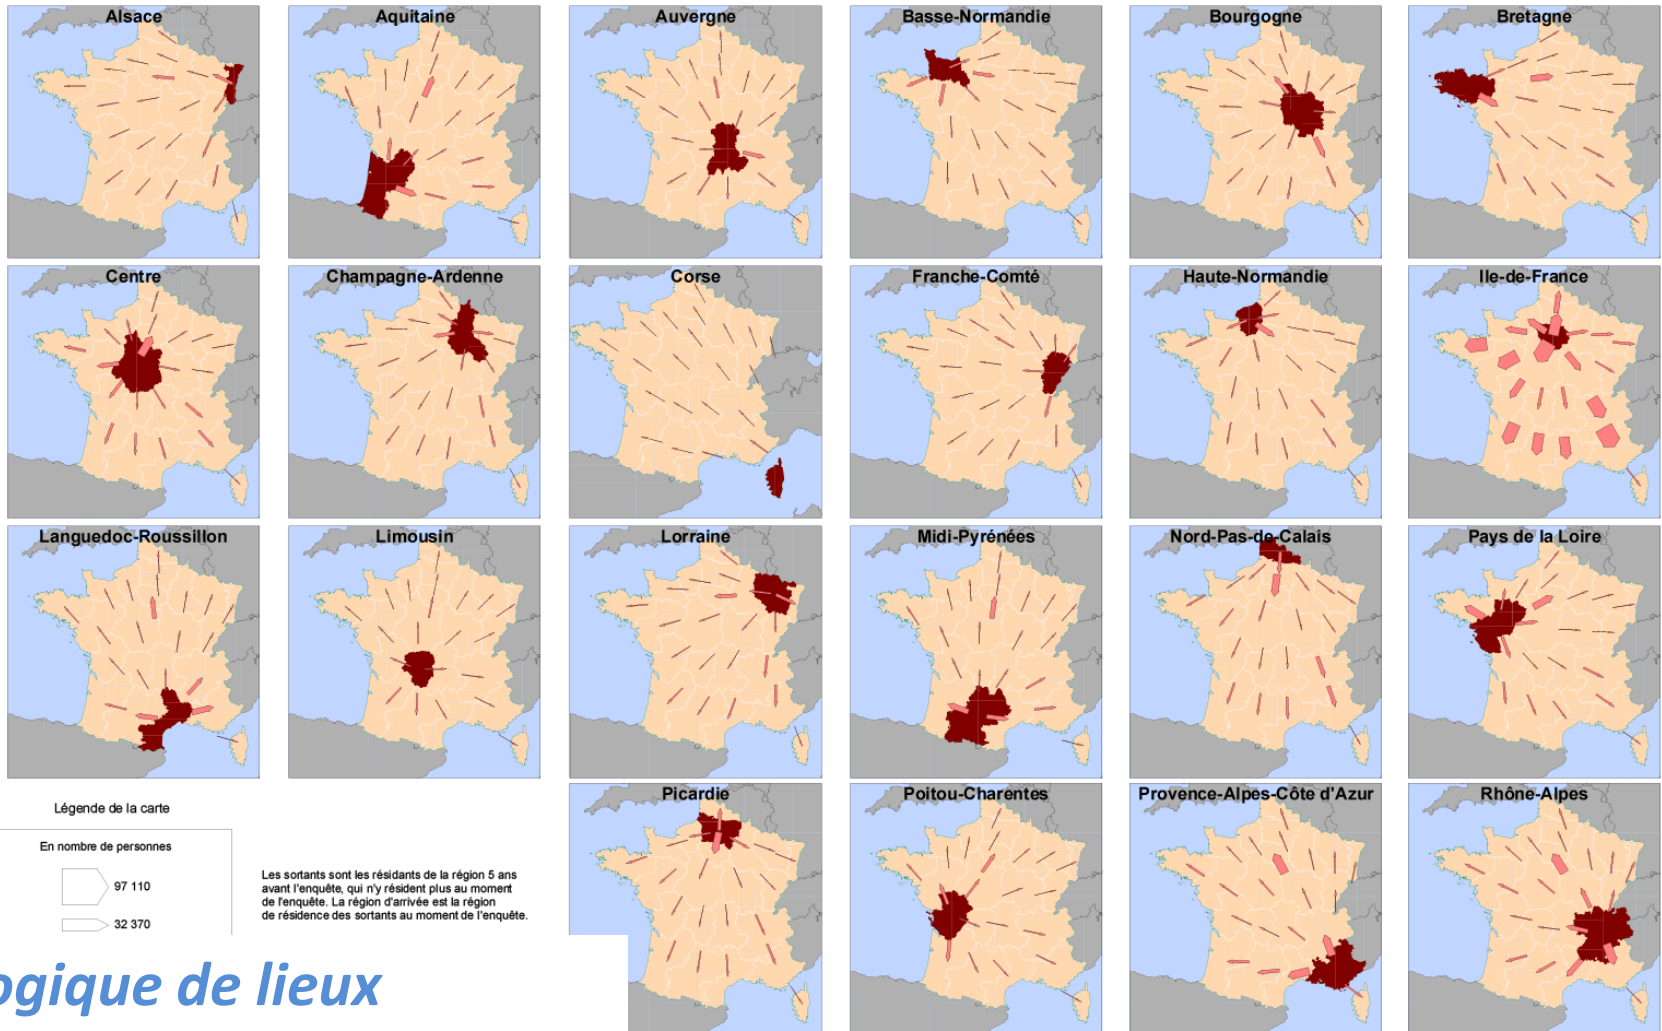 Alsace
Aquitaine
Auvergne
Basse-Normandie
Bourgogne
Bretagne
Centre
Champagne-Ardenne
Corse
Franche-Comté
Haute-Normandie
Ile-de-France
Languedoc-Roussillon
Limousin
Lorraine
Midi-Pyrénées
Nord-Pas-de-Calais
Pays de la Loire
Picardie
Poitou-Charentes
Provence-Alpes-Côte d'Azur
Rhône-Alpes
Légende de la carte
En nombre de personnes
97 110
32 370
Les sortants sont les résidants de la région 5 ans
avant l'enquête, qui n'y résident plus au moment
de l'enquête. La région d'arrivée est la région
de résidence des sortants au moment de l'enquête.
ogique de lieux